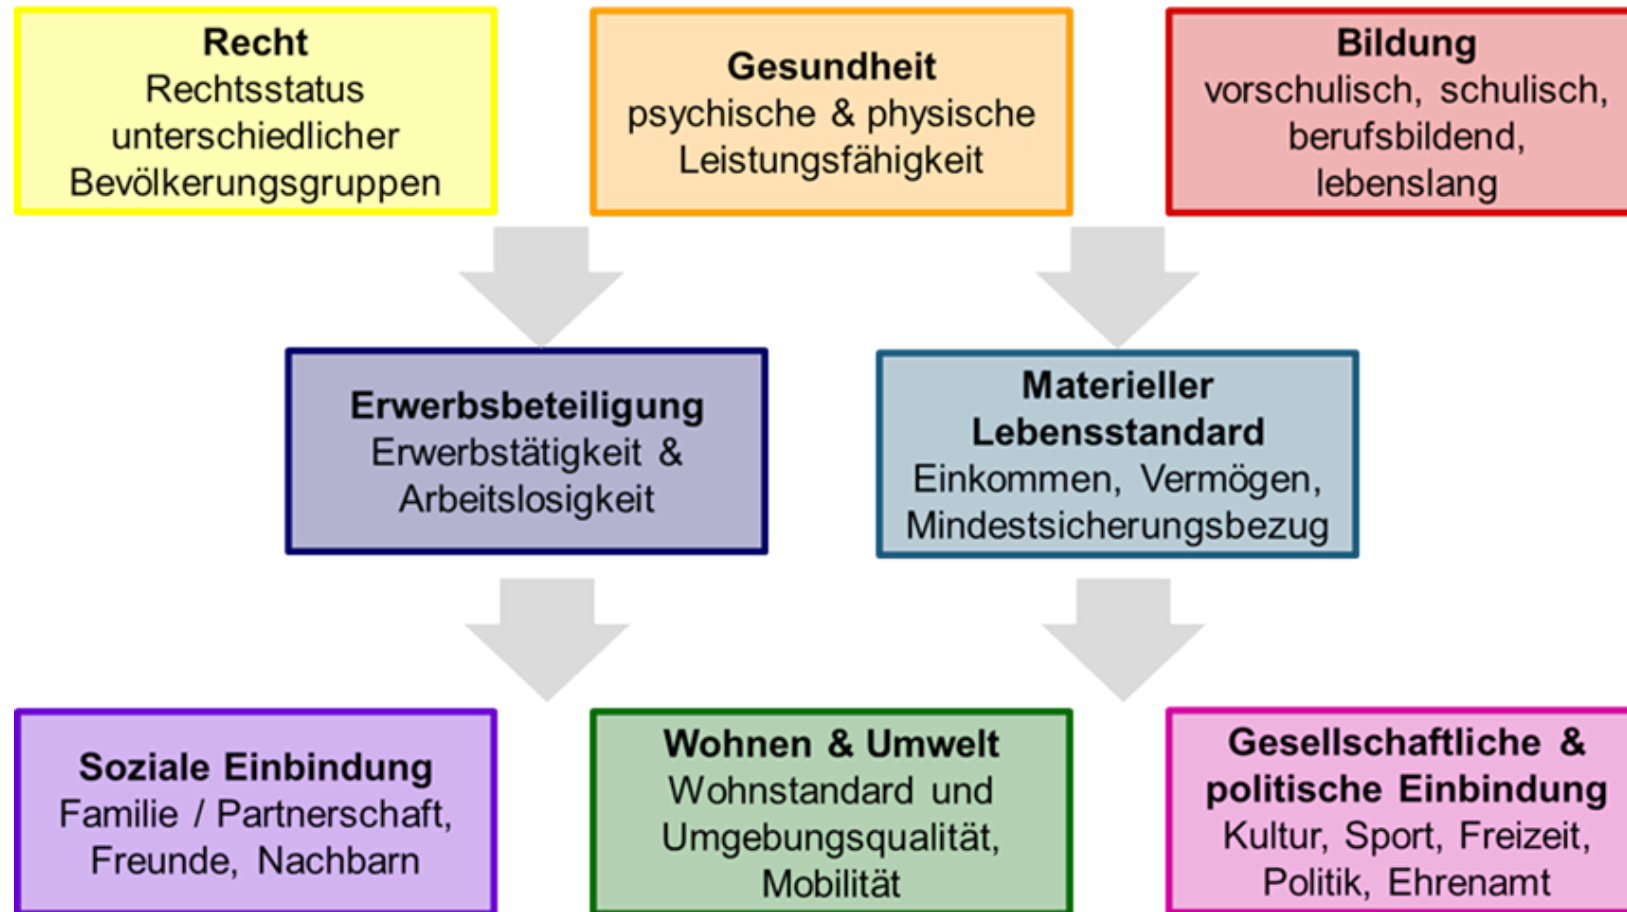 Recht
Rechtsstatus
unterschiedlicher
Bevölkerungsgruppen
Gesundheit
psychische & physische
Leistungsfähigkeit
Bildung
vorschulisch, schulisch,
berufsbildend,
lebenslang
Erwerbsbeteiligung
Erwerbstätigkeit &
Arbeitslosigkeit
Materieller
Lebensstandard
Einkommen, Vermögen,
Mindestsicherungsbezug
Soziale Einbindung
Familie / Partnerschaft,
Freunde, Nachbarn
Wohnen & Umwelt
Wohnstandard und
Umgebungsqualität,
Mobilität
Gesellschaftliche &
politische Einbindung
Kultur, Sport, Freizeit,
Politik, Ehrenamt